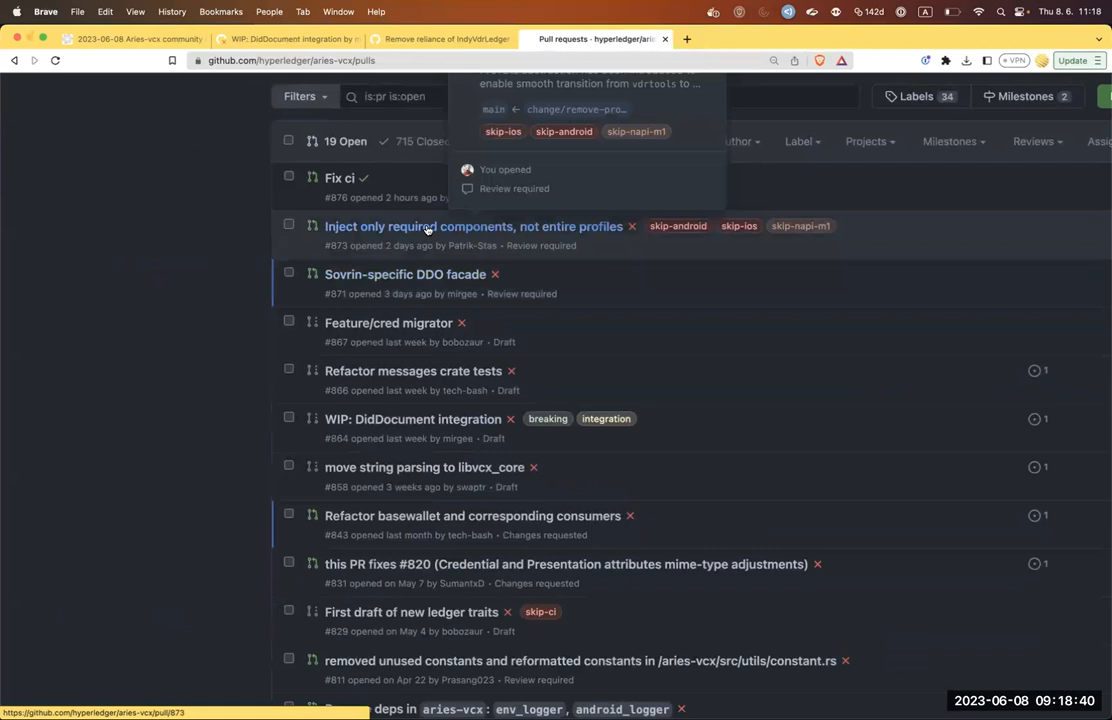 Brave File Edit View History Bookmarks People Tab Window Help 142d A Thu 8. 6. 11:18
2023-06-08 Aries-vcx community WIP: DidDocument integration by m Remove reliance of IndyVdrLedger Pull requests · hyperledger/aries-
github.com/hyperledger/aries-vcx/pulls VPN Update
enable smooth transition from vdrtools to ...
Filters is:pr is:open Labels 34 Milestones 2
main ← change/remove-pro...
skip-ios skip-android skip-napi-m1
19 Open 715 Close Label Projects Milestones Reviews
You opened
Fix ci
Review required
#876 opened 2 hours ago
Inject only required components, not entire profiles skip-android skip-ios skip-napi-m1
#873 opened 2 days ago by Patrik-Stas • Review required
Sovrin-specific DDO facade
#871 opened 3 days ago by mirgee • Review required
Feature/cred migrator
#867 opened last week by bobozaur • Draft
Refactor messages crate tests 1
#866 opened last week by tech-bash • Draft
WIP: DidDocument integration breaking integration 1
#864 opened last week by mirgee • Draft
move string parsing to libvcx_core 1
#858 opened 3 weeks ago by swaptr • Draft
Refactor basewallet and corresponding consumers 1
#843 opened last month by tech-bash • Changes requested
this PR fixes #820 (Credential and Presentation attributes mime-type adjustments) 1
#831 opened on May 7 by SumantxD • Changes requested
First draft of new ledger traits skip-ci
#829 opened on May 4 by bobozaur • Draft
removed unused constants and reformatted constants in /aries-vcx/src/utils/constant.rs
#811 opened on Apr 22 by Prasang023 • Review required
deps in aries-vcx: env_logger, android_logger
https://github.com/hyperledger/aries-vcx/pull/873
2023-06-08 09:18:40